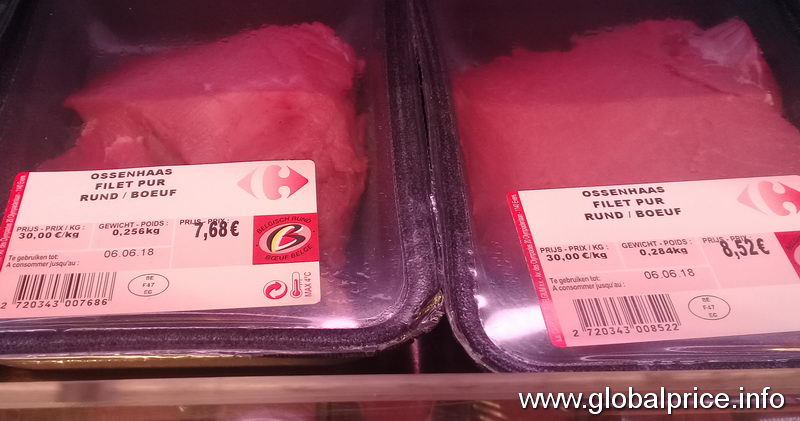 OSSENHAAS
FILET PUR
RUND / BOEUF
PRIJS - PRIX / KG :
30,00 €/kg
GEWICHT - POIDS :
0,256kg
PRIJS - PRIX :
7,68€
Te gebruiken tot:
A consommer jusqu'au :
06.06.18
BELGISCH RUND
B
BŒUF BELGE
BE
F47
EG
MAX 4°C
2 720343 007686
OSSENHAAS
FILET PUR
RUND / BOEUF
PRIJS - PRIX / KG :
30,00 €/kg
GEWICHT - POIDS :
0,284kg
PRIJS - PRIX :
8,52€
Te gebruiken tot:
A consommer jusqu'au :
06.06.18
BE
F47
EG
2 720343 008522
www.globalprice.info